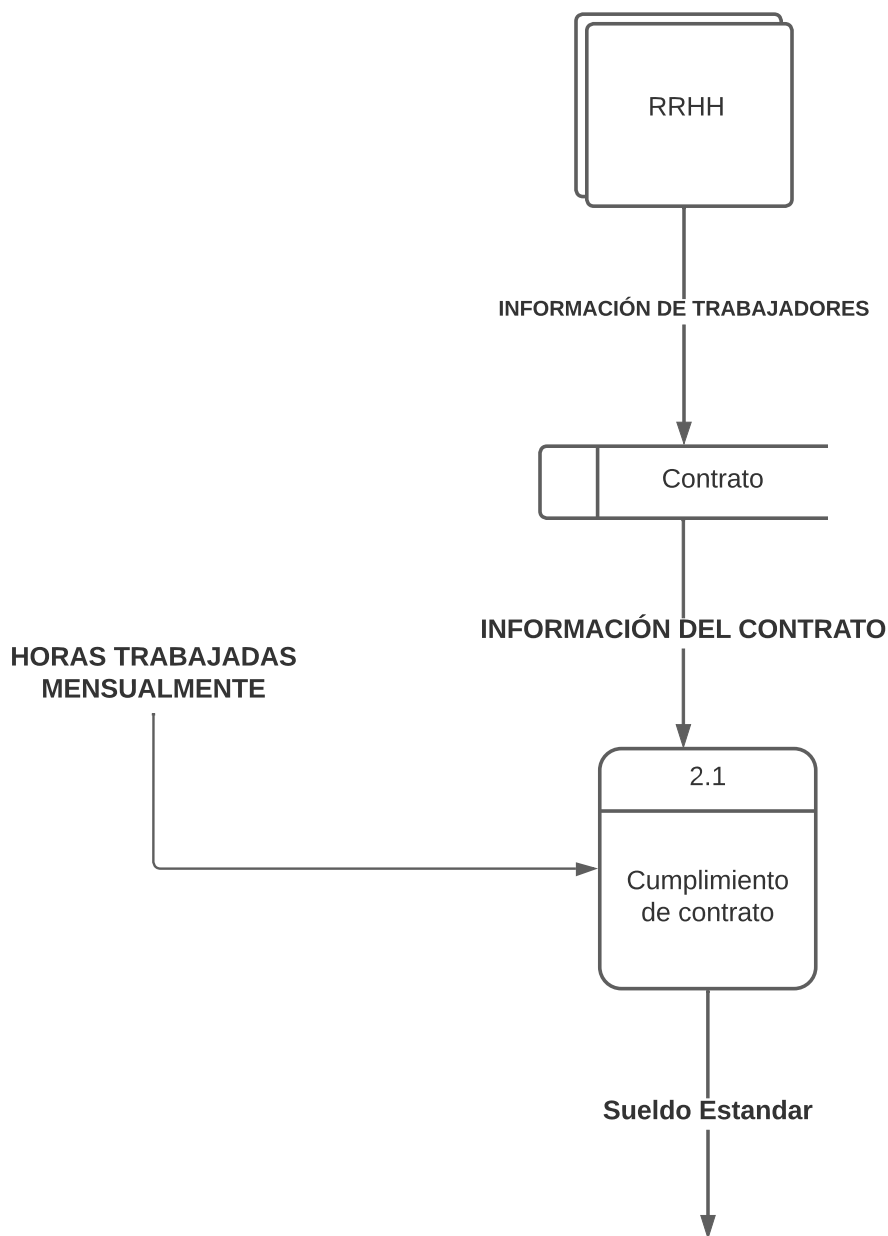 RRHH
INFORMACIÓN DE TRABAJADORES
Contrato
INFORMACIÓN DEL CONTRATO
HORAS TRABAJADAS
MENSUALMENTE
2.1
Cumplimiento
de contrato
Sueldo Estandar